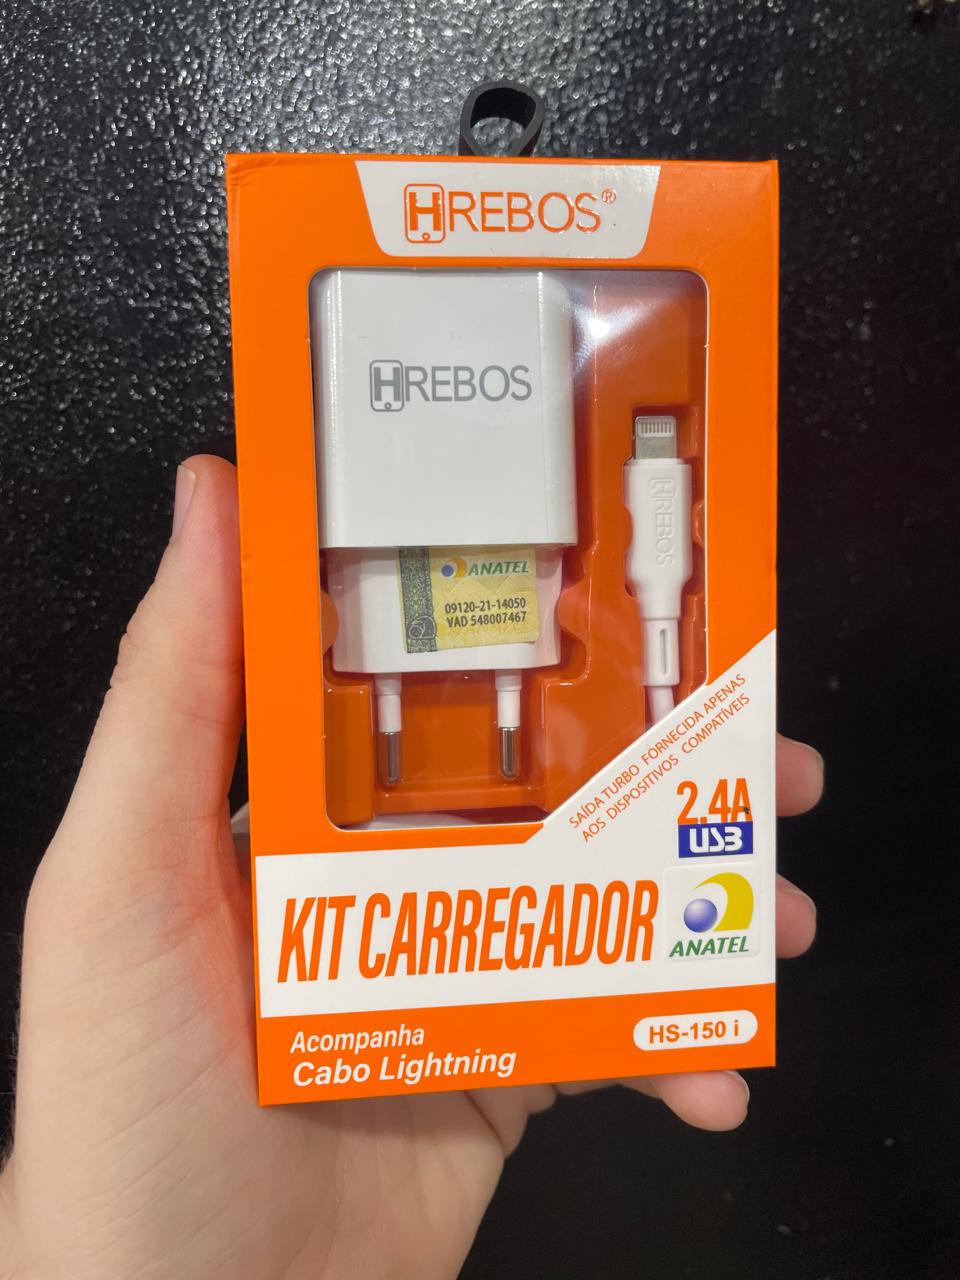 HREBOS®
HREBOS
HREBOS
ANATEL
09120-21-14050
VAD 548007467
SAÍDA TURBO FORNECIDA APENAS
AOS DISPOSITIVOS COMPATÍVEIS
2.4A
USB
KIT CARREGADOR
ANATEL
Acompanha
Cabo Lightning
HS-150 i